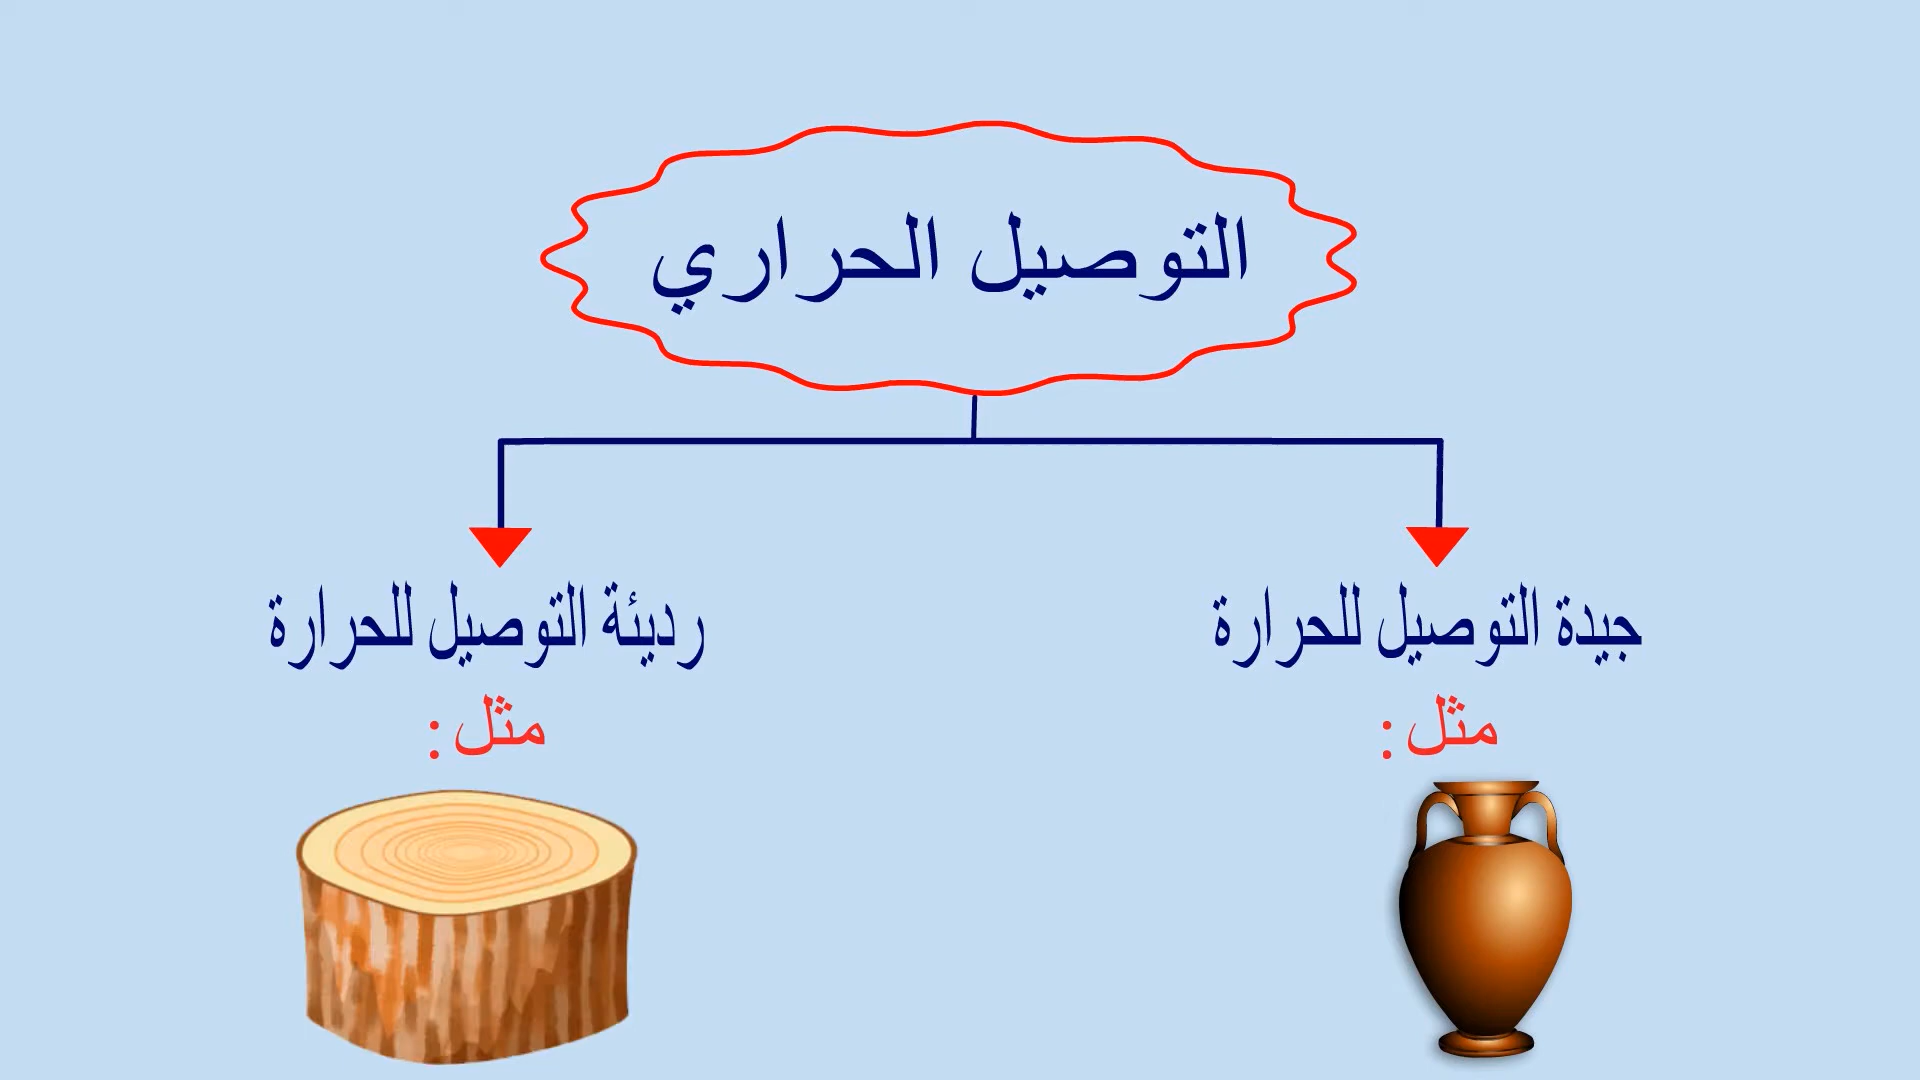 التوصيل الحراري
جيدة التوصيل للحرارة
مثل :
رديئة التوصيل للحرارة
مثل :